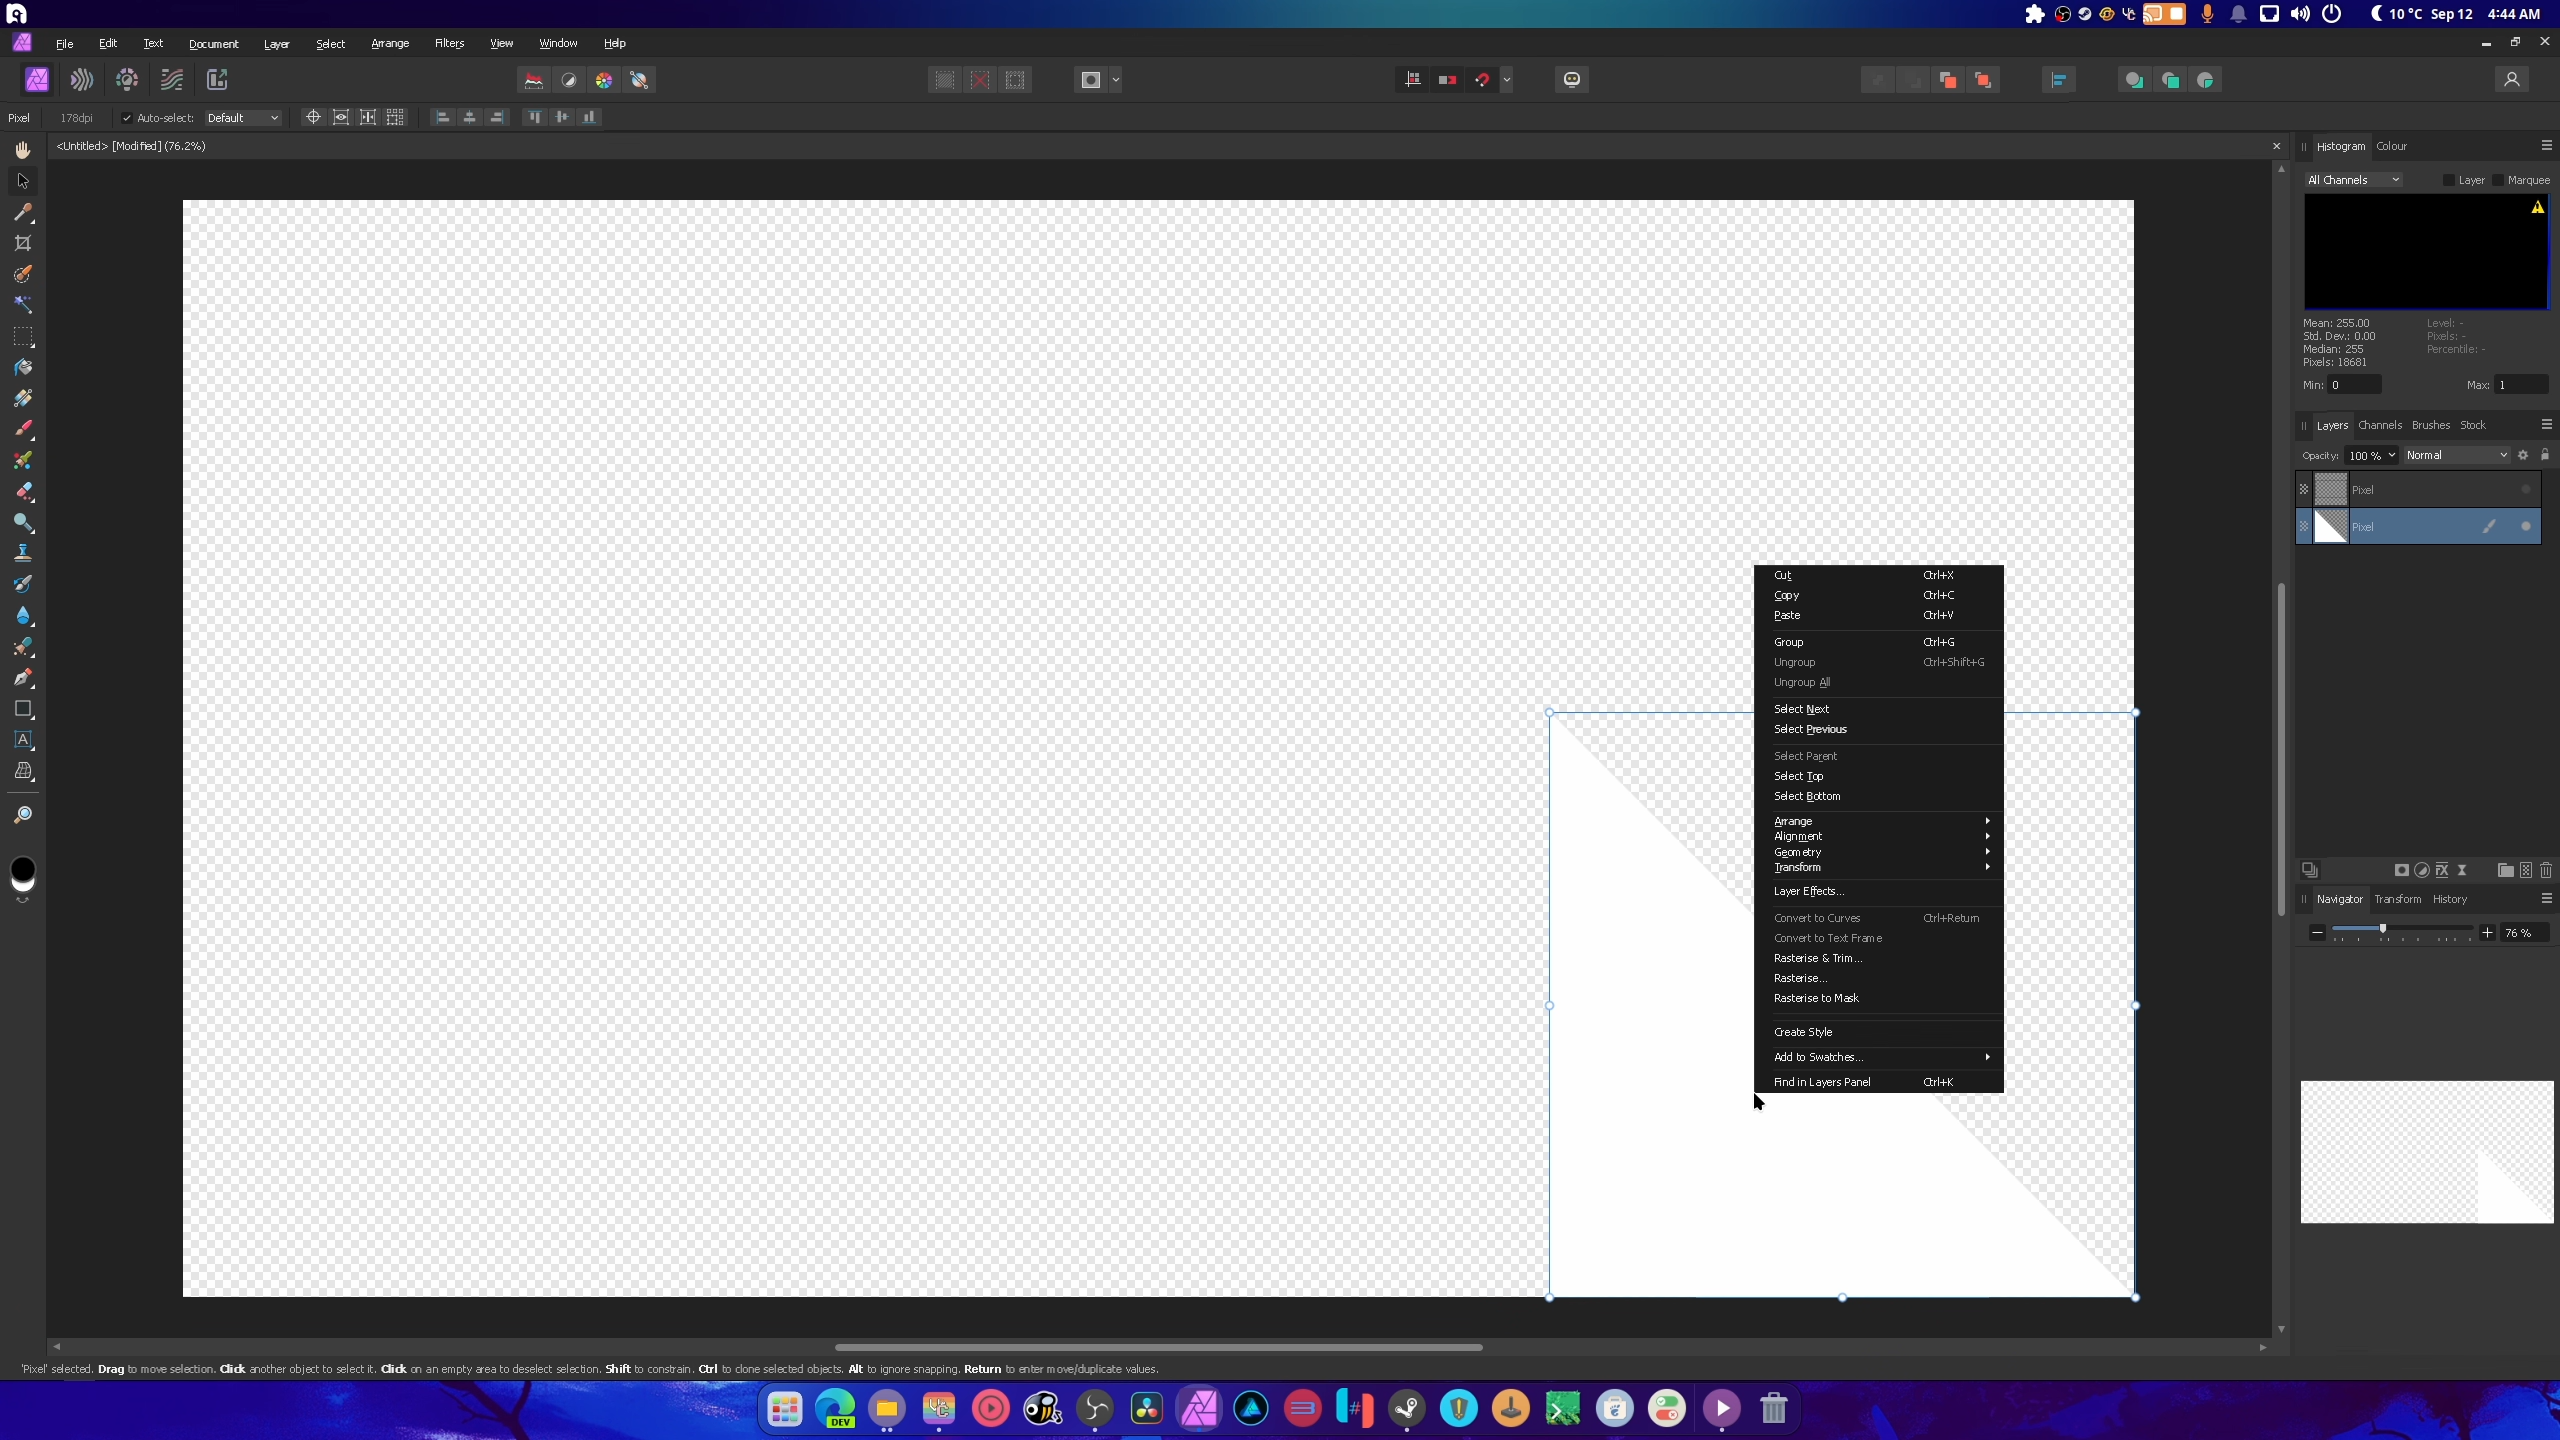 10 °C Sep 12 4:44 AM
File Edit Text Document Layer Select Arrange Filters View Window Help
Pixel 178dpi Auto-select: Default
<Untitled> [Modified] (76.2%)
Histogram Colour
All Channels Layer Marquee
Mean: 255.00 Level: -
Std. Dev.: 0.00 Pixels: -
Median: 255 Percentile: -
Pixels: 18681
Min: 0 Max: 1
Layers Channels Brushes Stock
Opacity: 100 % Normal
Pixel
Pixel
Cut Ctrl+X
Copy Ctrl+C
Paste Ctrl+V
Group Ctrl+G
Ungroup Ctrl+Shift+G
Ungroup All
Select Next
Select Previous
Select Parent
Select Top
Select Bottom
Arrange
Alignment
Geometry
Transform
Layer Effects...
Convert to Curves Ctrl+Return
Convert to Text Frame
Rasterise & Trim...
Rasterise...
Rasterise to Mask
Create Style
Add to Swatches...
Find in Layers Panel Ctrl+K
Navigator Transform History
76 %
'Pixel' selected. Drag to move selection. Click another object to select it. Click on an empty area to deselect selection. Shift to constrain. Ctrl to clone selected objects. Alt to ignore snapping. Return to enter move/duplicate values.
DEV